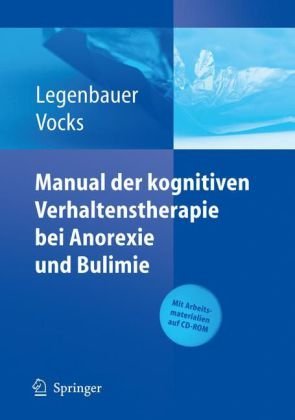 Legenbauer
Vocks
Manual der kognitiven
Verhaltenstherapie
bei Anorexie
und Bulimie
Mit Arbeits-
materialien
auf CD-ROM
Springer